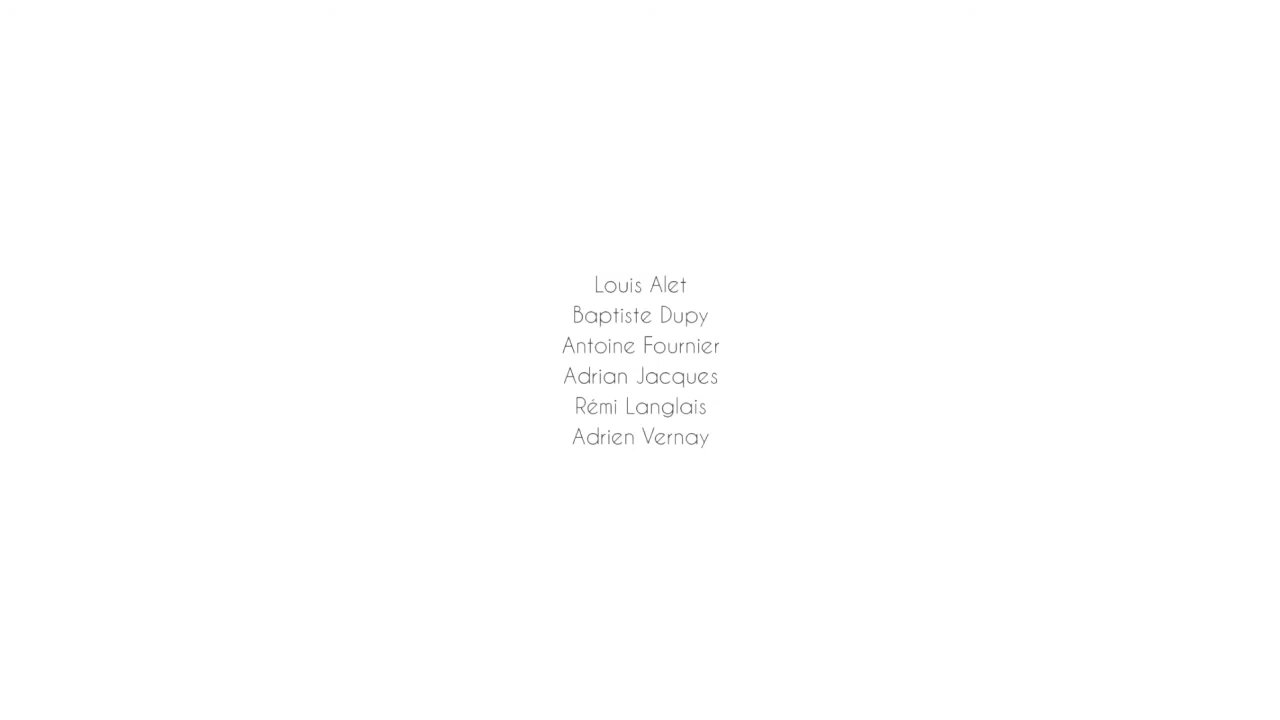 Louis Alet
Baptiste Dupy
Antoine Fournier
Adrian Jacques
Rémi Langlais
Adrien Vernay